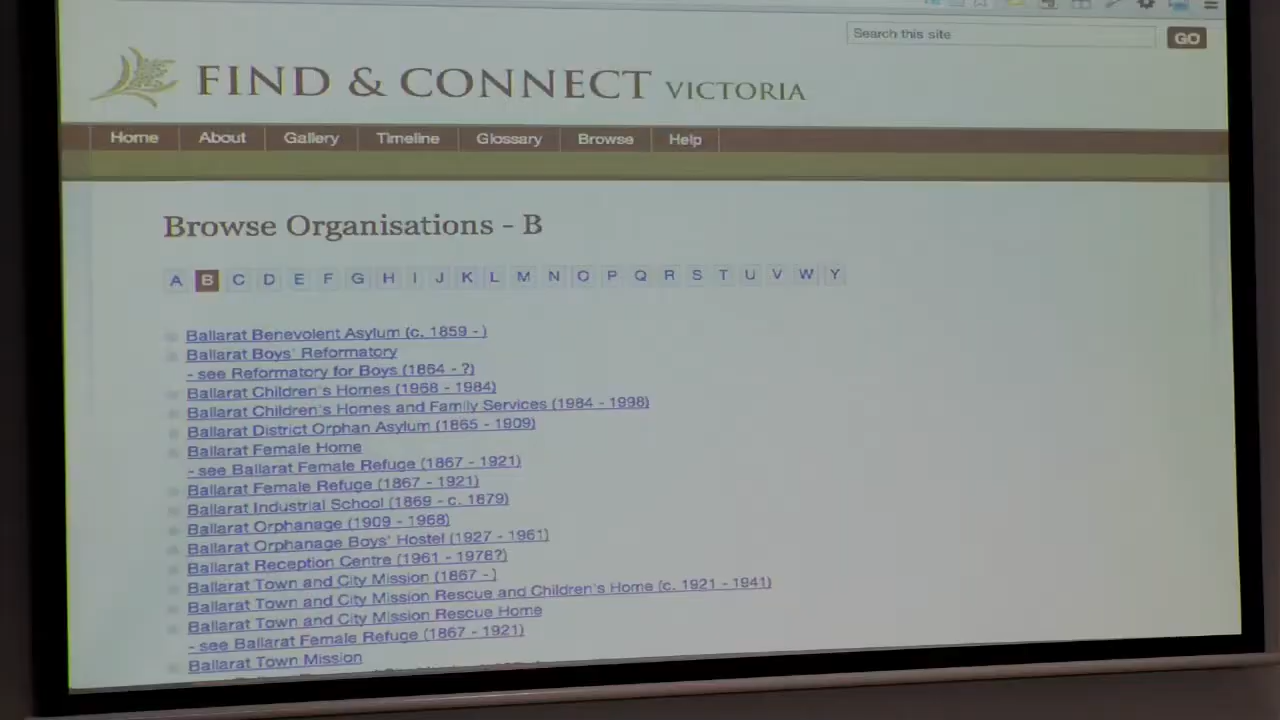 Search this site
GO
FIND & CONNECT VICTORIA
Home About Gallery Timeline Glossary Browse Help
Browse Organisations - B
A B C D E F G H I J K L M N O P Q R S T U V W Y
Ballarat Benevolent Asylum (c. 1859 - )
Ballarat Boys' Reformatory
- see Reformatory for Boys (1864 - ?)
Ballarat Children's Homes (1968 - 1984)
Ballarat Children's Homes and Family Services (1984 - 1998)
Ballarat District Orphan Asylum (1865 - 1909)
Ballarat Female Home
- see Ballarat Female Refuge (1867 - 1921)
Ballarat Female Refuge (1867 - 1921)
Ballarat Industrial School (1869 - c. 1879)
Ballarat Orphanage (1909 - 1968)
Ballarat Orphanage Boys' Hostel (1927 - 1961)
Ballarat Reception Centre (1961 - 1978?)
Ballarat Town and City Mission (1867 - )
Ballarat Town and City Mission Rescue and Children's Home (c. 1921 - 1941)
Ballarat Town and City Mission Rescue Home
- see Ballarat Female Refuge (1867 - 1921)
Ballarat Town Mission